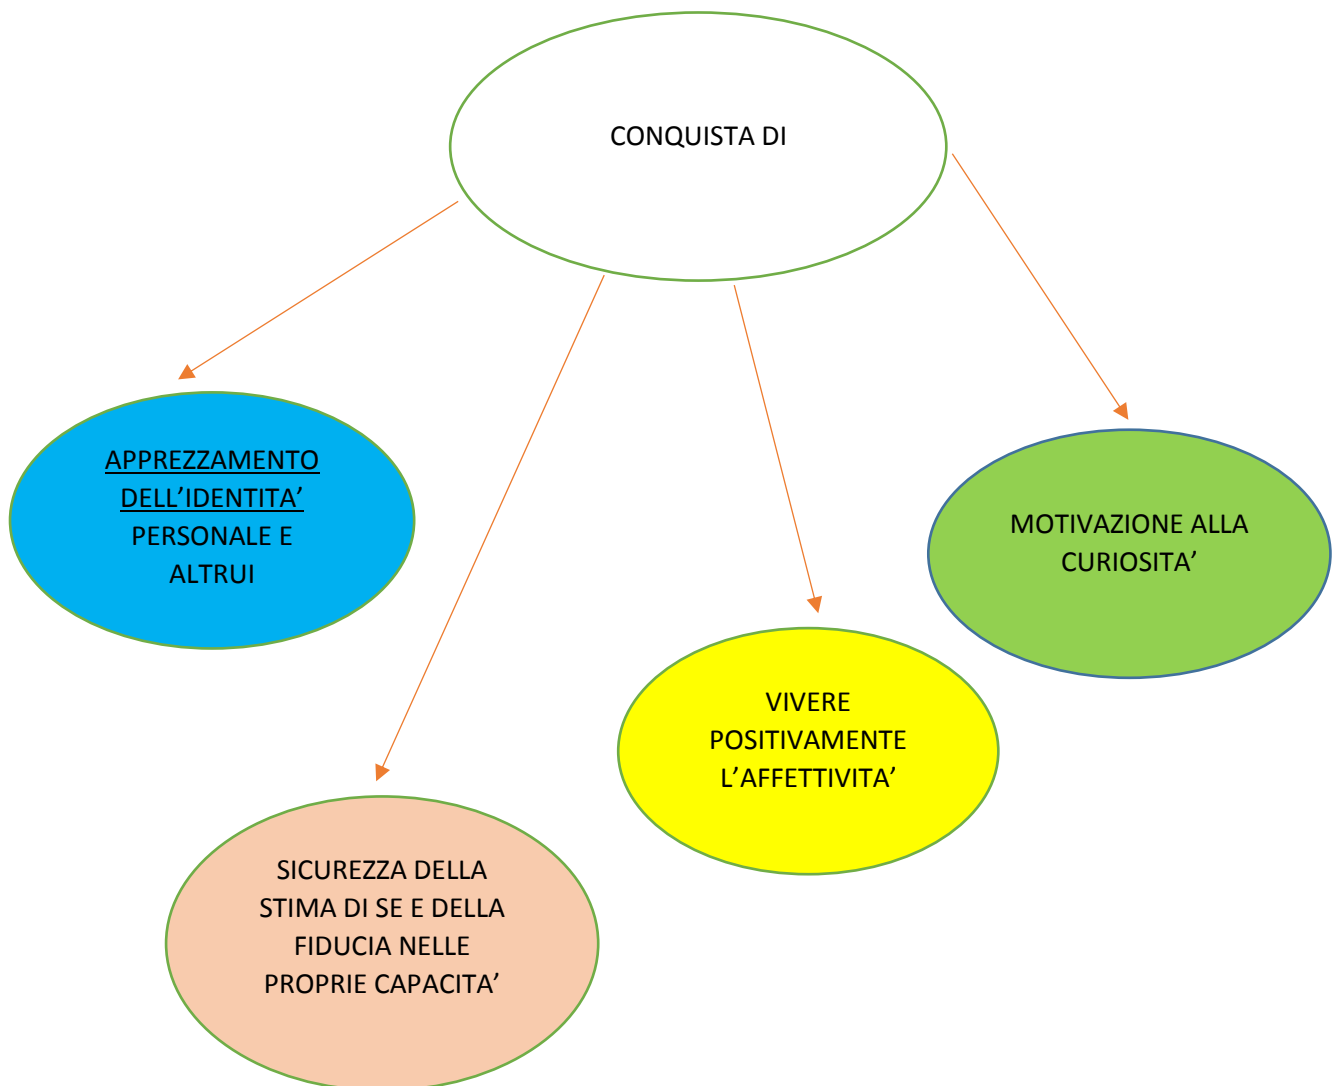 CONQUISTA DI
APPREZZAMENTO
DELL’IDENTITA’
PERSONALE E
ALTRUI
MOTIVAZIONE ALLA
CURIOSITA’
VIVERE
POSITIVAMENTE
L’AFFETTIVITA’
SICUREZZA DELLA
STIMA DI SE E DELLA
FIDUCIA NELLE
PROPRIE CAPACITA’